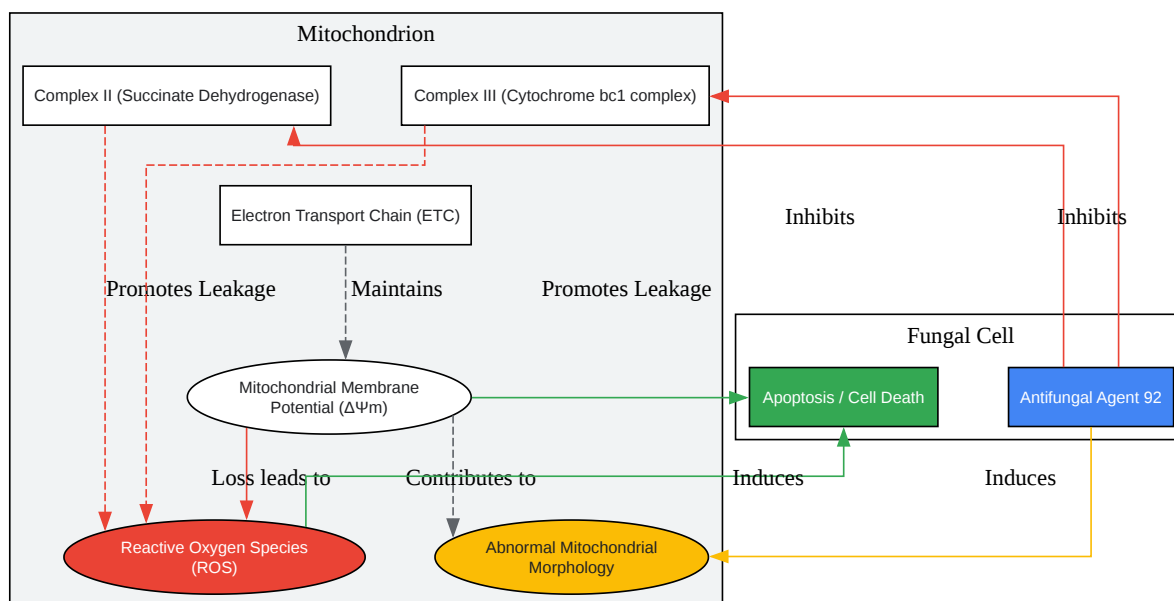 Mitochondrion
Complex II (Succinate Dehydrogenase)
Complex III (Cytochrome bc1 complex)
Electron Transport Chain (ETC)
Inhibits
Inhibits
Promotes Leakage
Maintains
Promotes Leakage
Fungal Cell
Mitochondrial Membrane
Potential (ΔΨm)
Apoptosis / Cell Death
Antifungal Agent 92
Loss leads to
Contributes to
Induces
Induces
Reactive Oxygen Species
(ROS)
Abnormal Mitochondrial
Morphology